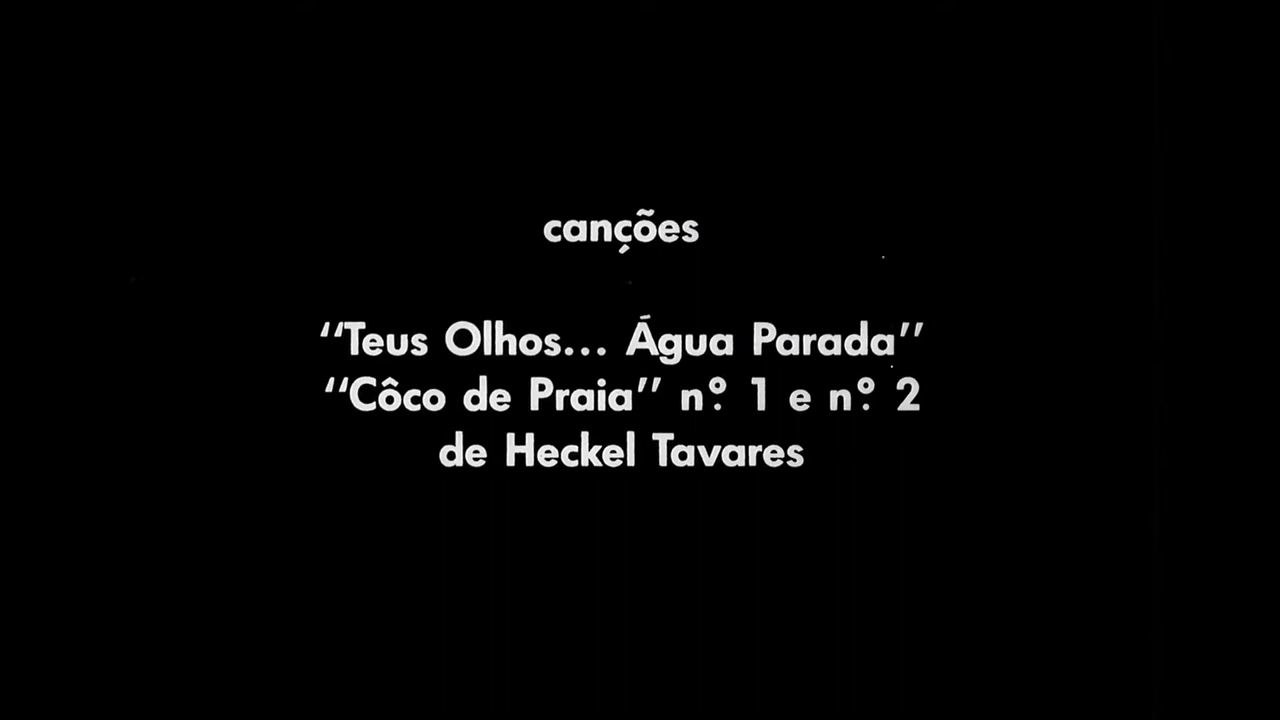 canções
“Teus Olhos... Água Parada”
“Côco de Praia” nº. 1 e nº. 2
de Heckel Tavares